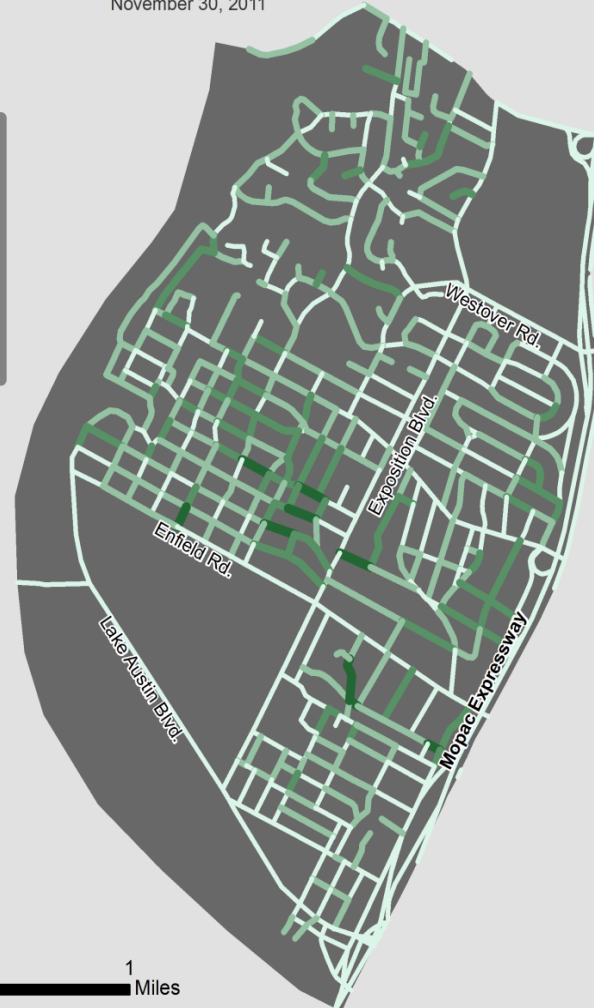 November 30, 2011
Westover Rd.
Exposition Blvd.
Enfield Rd.
Lake Austin Blvd.
Mopac Expressway
1
Miles